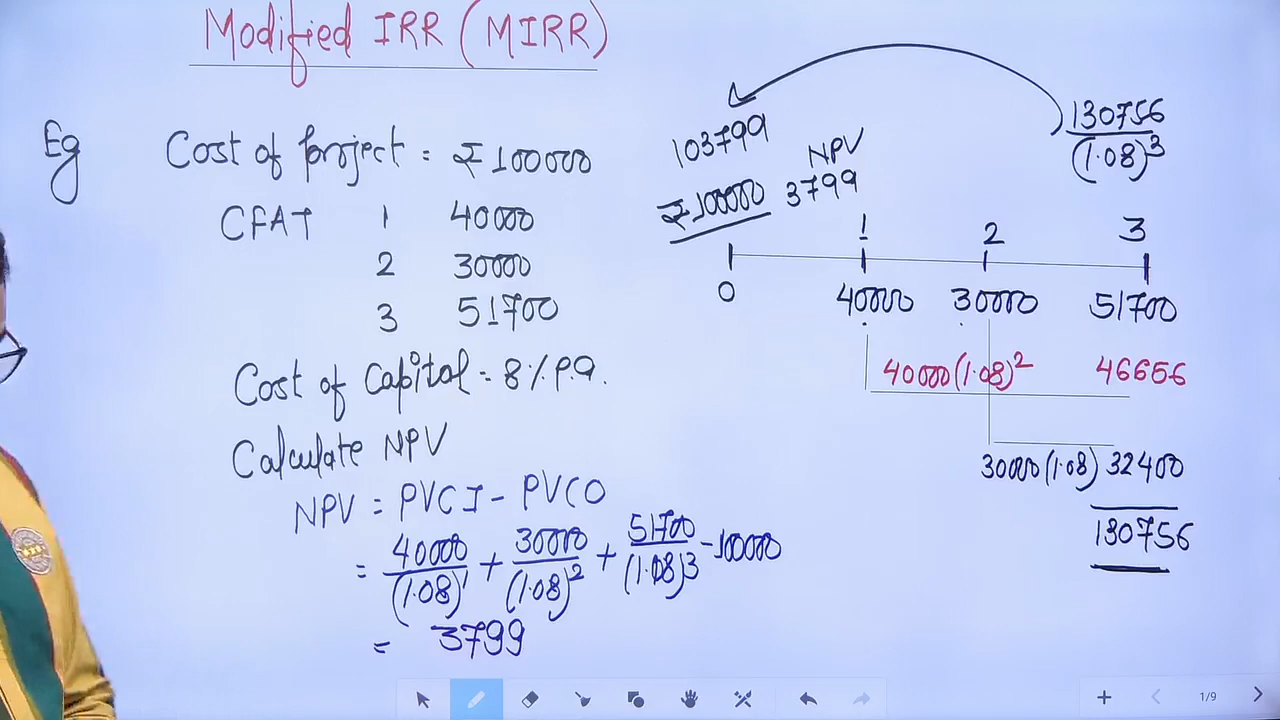 Modified IRR (MIRR)
Eg Cost of project = ₹100000
CFAT 1 40000
2 30000
3 51700
Cost of Capital = 8% p.a.
Calculate NPV
NPV = PVCI - PVCO
= 40000/(1.08)^1 + 30000/(1.08)^2 + 51700/(1.08)^3 - 100000
= 3799
130756/(1.08)^3
103799
NPV
₹100000 3799
1 2 3
0 40000 30000 51700
40000(1.08)^2 46656
30000(1.08) 32400
130756
1/9